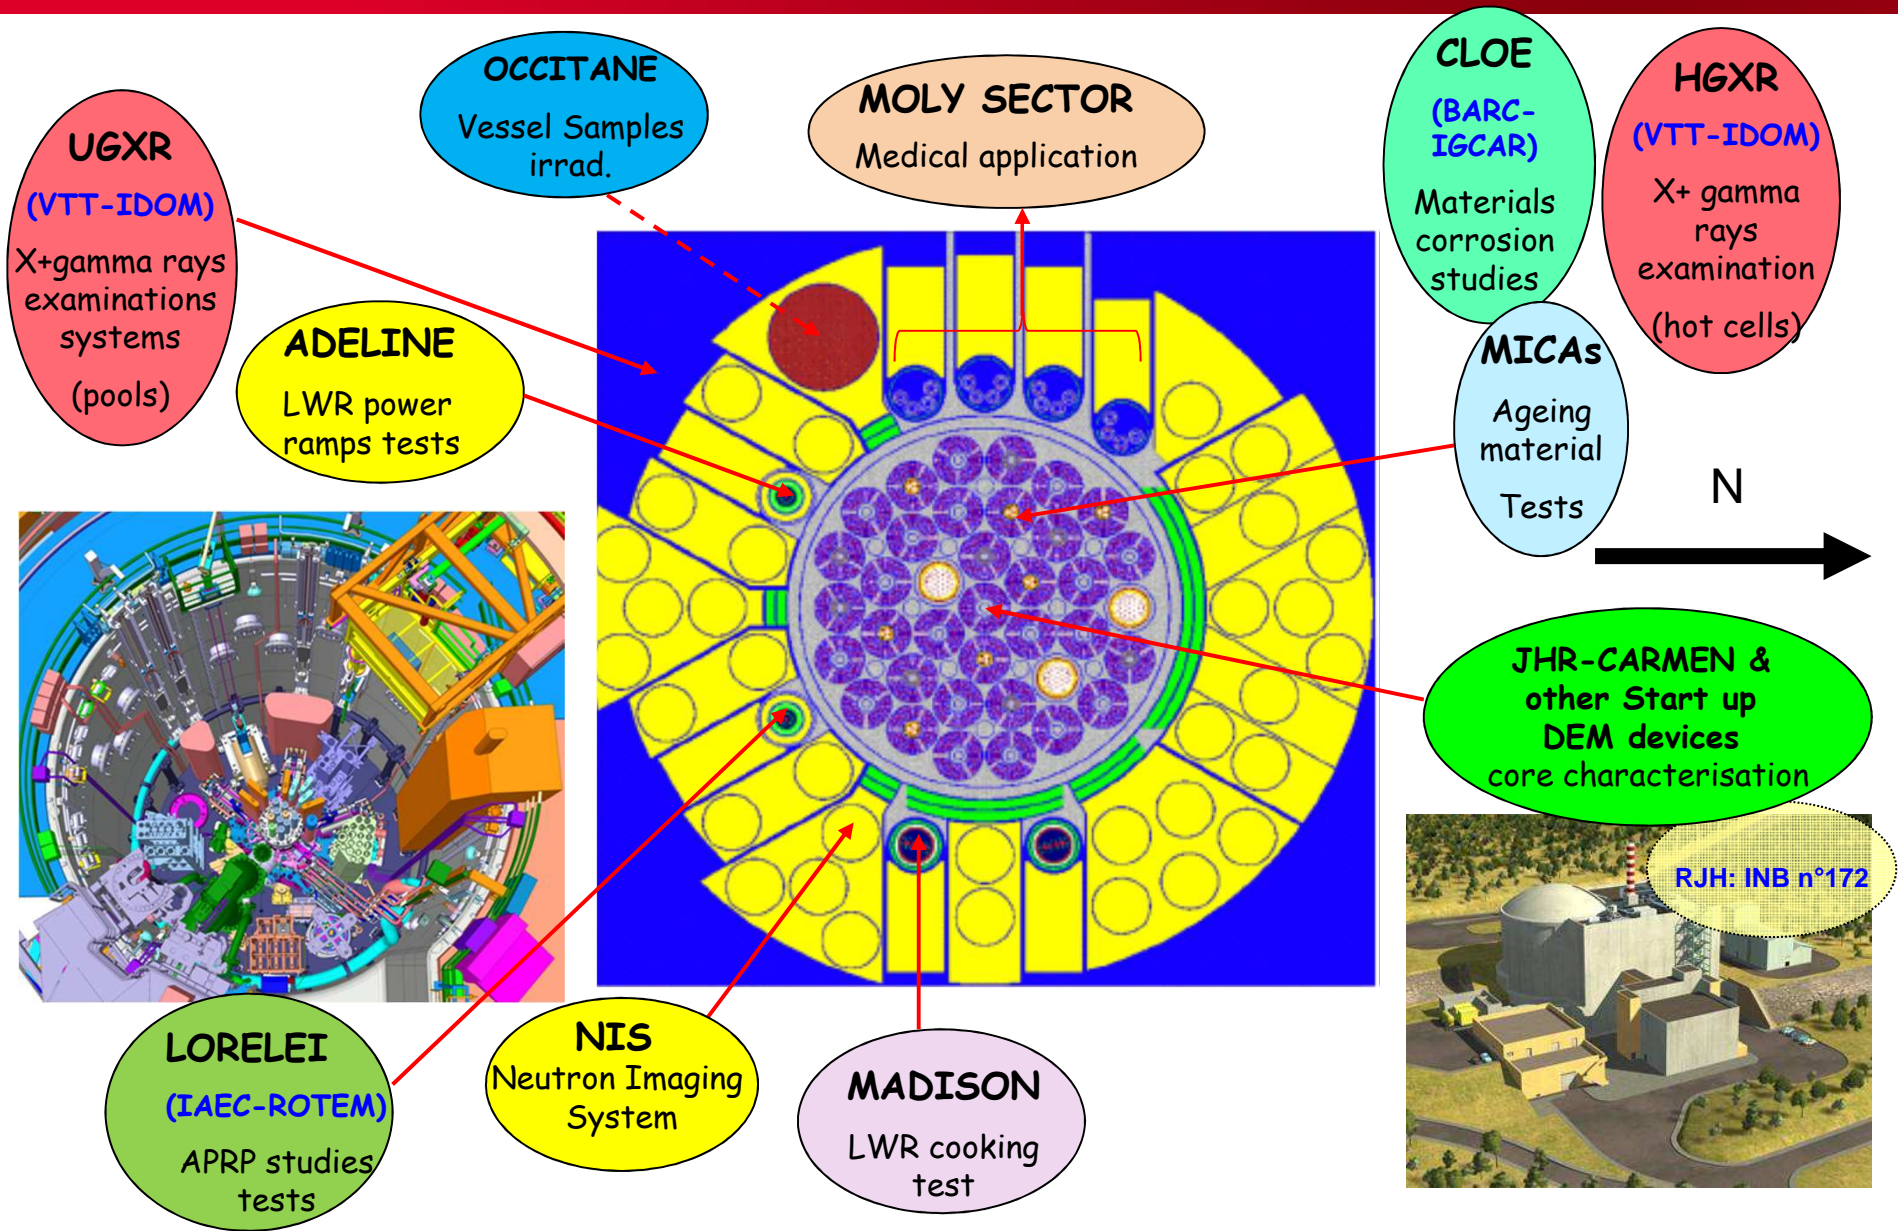 UGXR
(VTT-IDOM)
X+gamma rays
examinations
systems
(pools)
OCCITANE
Vessel Samples
irrad.
MOLY SECTOR
Medical application
CLOE
(BARC-
IGCAR)
Materials
corrosion
studies
HGXR
(VTT-IDOM)
X+ gamma
rays
examination
(hot cells)
ADELINE
LWR power
ramps tests
MICAs
Ageing
material
Tests
N
JHR-CARMEN &
other Start up
DEM devices
core characterisation
RJH: INB n°172
LORELEI
(IAEC-ROTEM)
APRP studies
tests
NIS
Neutron Imaging
System
MADISON
LWR cooking
test